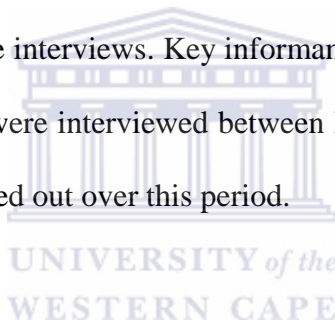 e interviews. Key informan
were interviewed between
ed out over this period.
UNIVERSITY of the
WESTERN CAPE